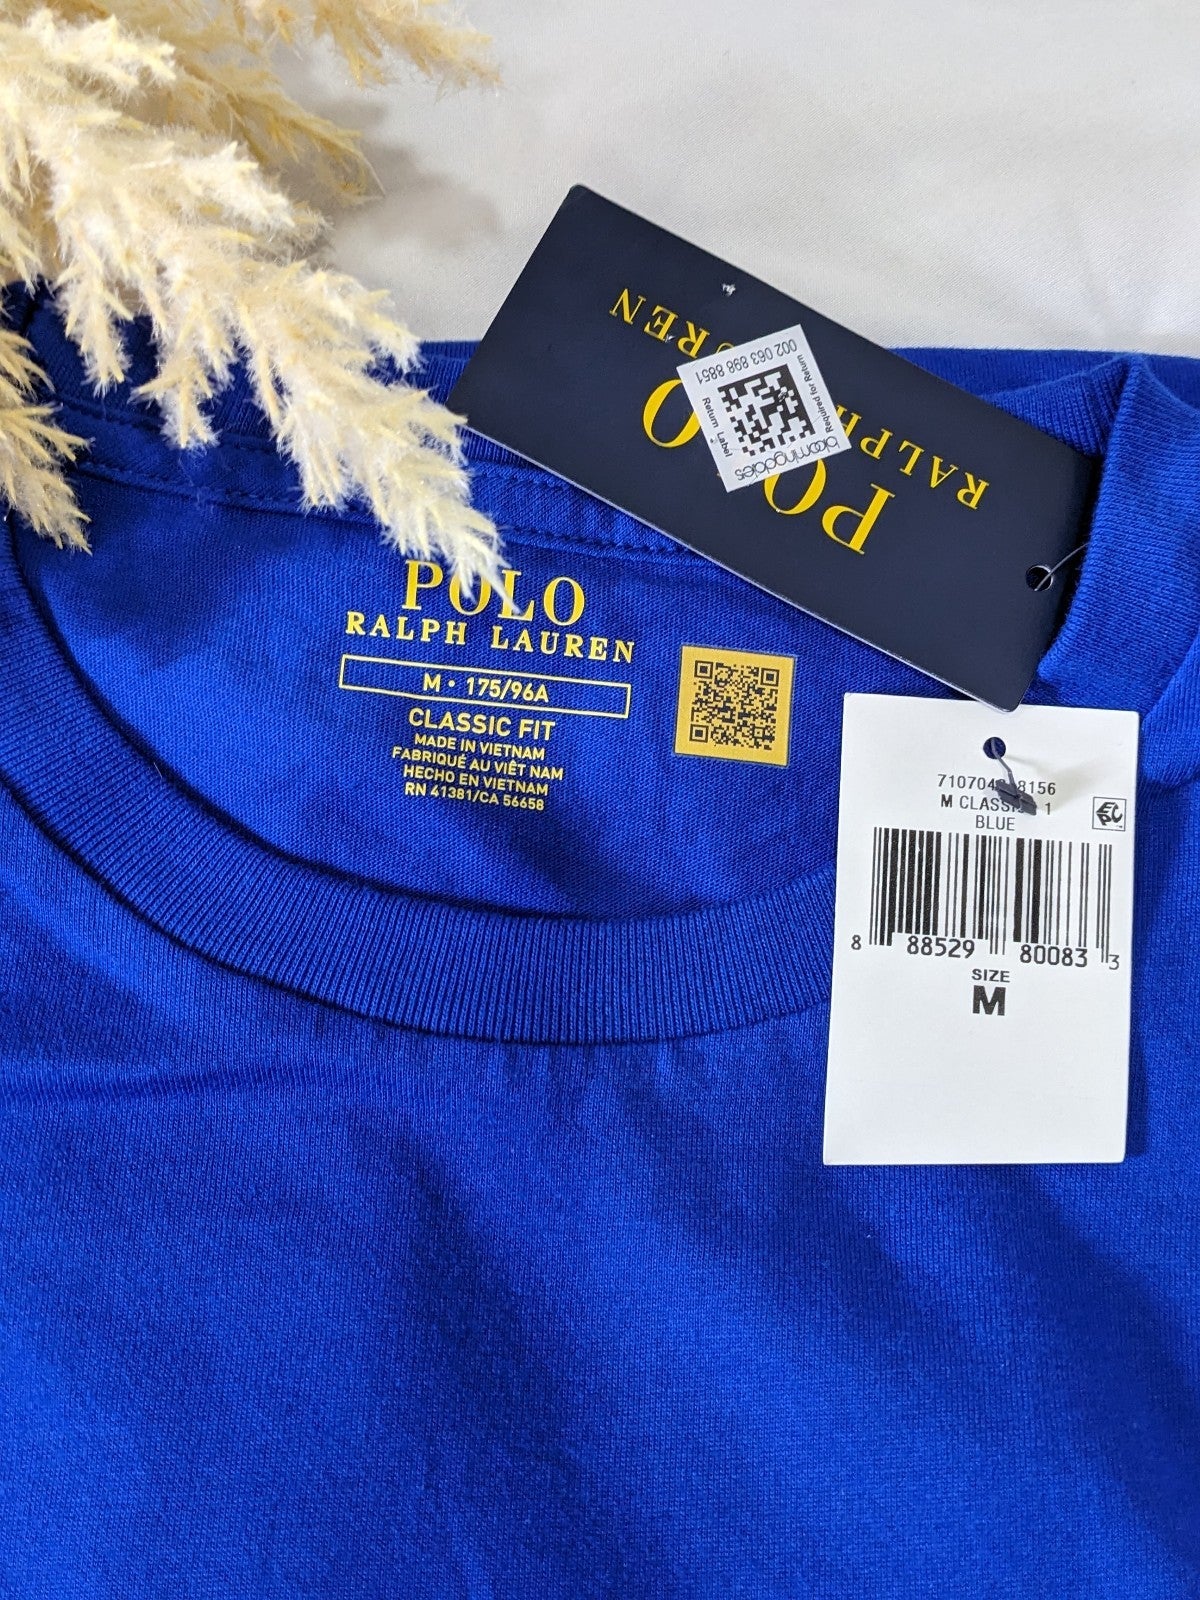 POLO
RALPH LAUREN
002 063 898 8851
Return Label
Required for Return
bloomingdales
POLO
RALPH LAUREN
M • 175/96A
CLASSIC FIT
MADE IN VIETNAM
FABRIQUÉ AU VIÊT NAM
HECHO EN VIETNAM
RN 41381/CA 56658
M 1
BLUE
8 88529 80083 3
SIZE
M